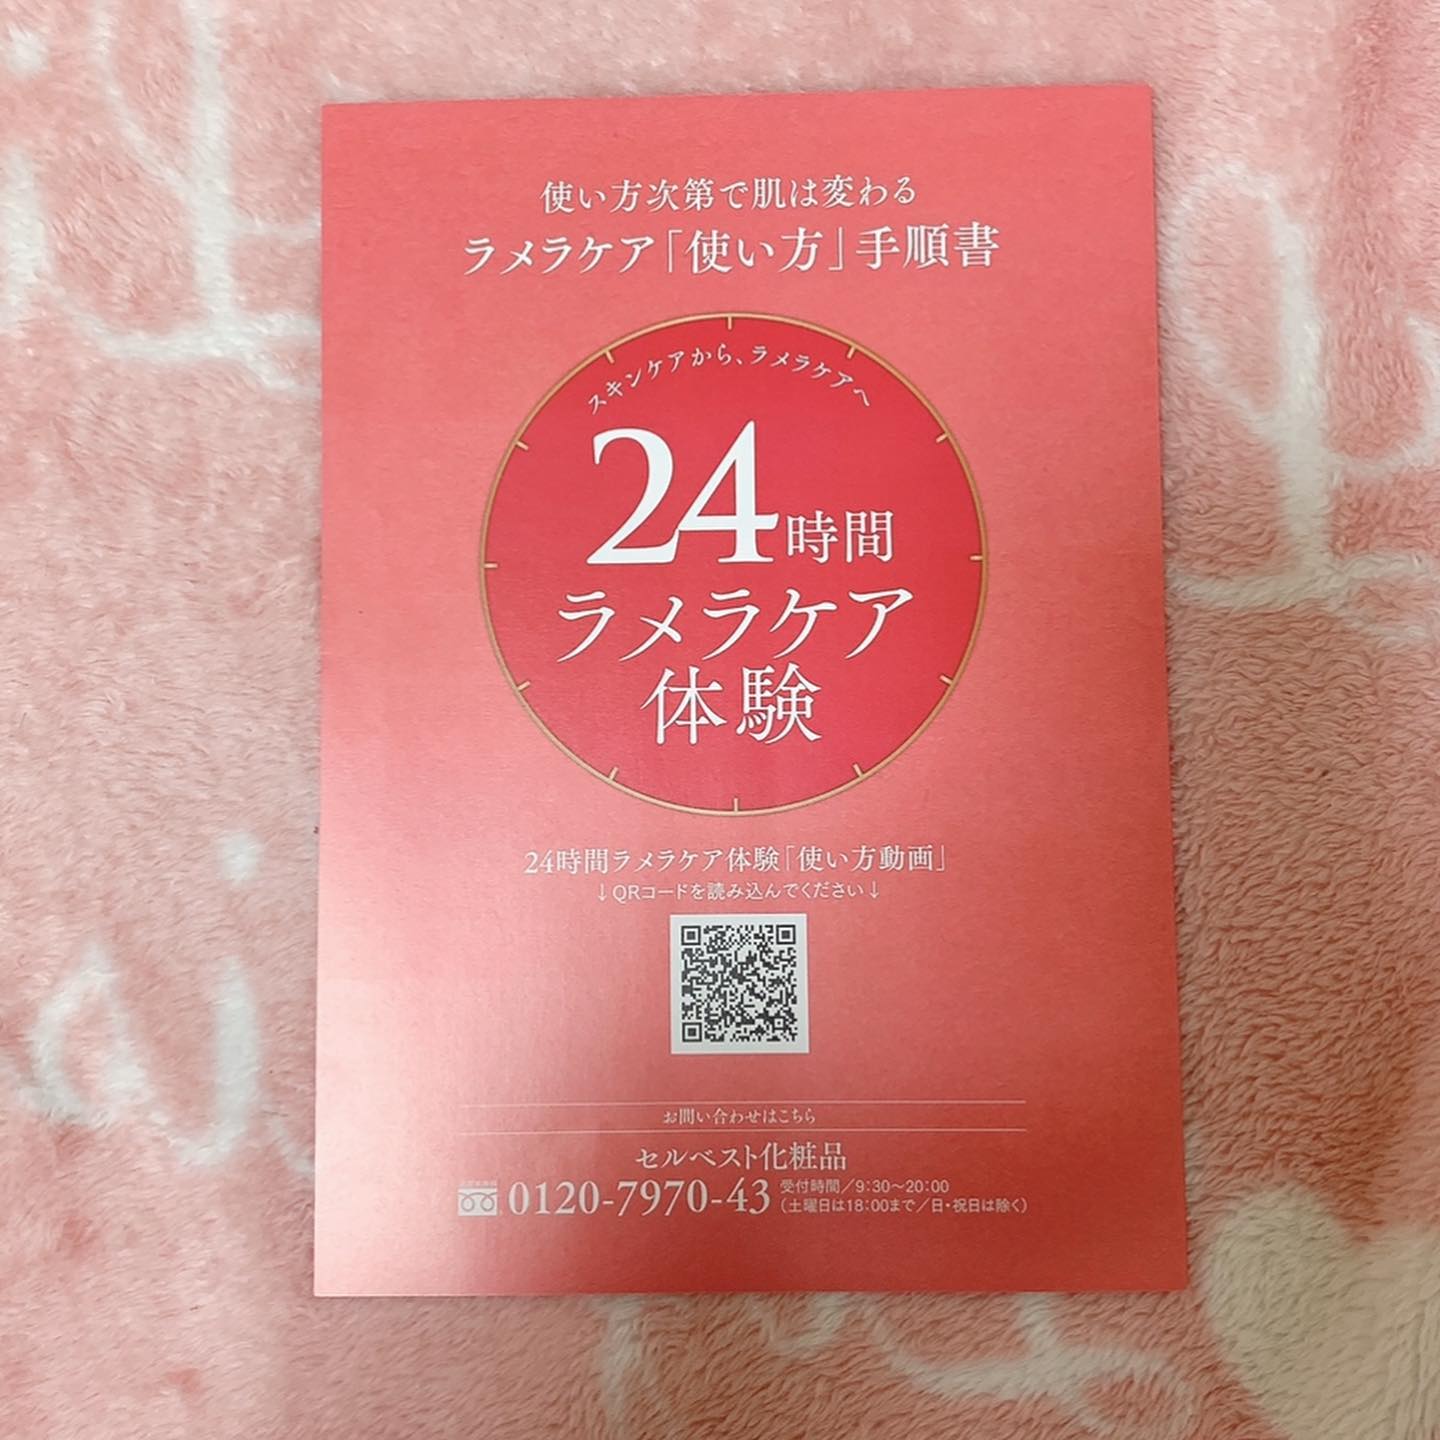 使い方次第で肌は変わる
ラメラケア「使い方」手順書
スキンケアから、ラメラケアへ
24時間
ラメラケア
体験
24時間ラメラケア体験「使い方動画」
↓QRコードを読み込んでください↓
お問い合わせはこちら
セルベスト化粧品
0120-7970-43 受付時間/9:30〜20:00
(土曜日は18:00まで/日・祝日は除く)